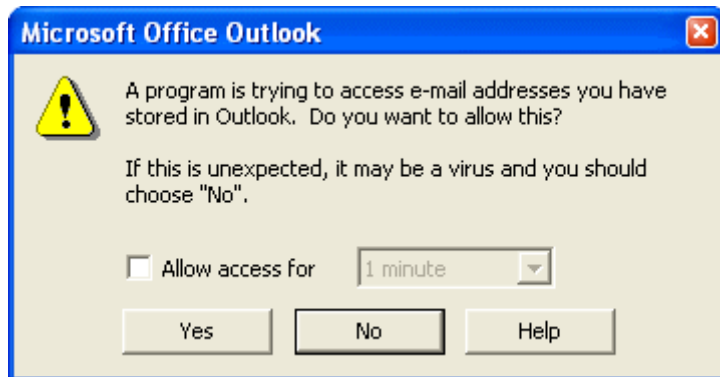 Microsoft Office Outlook
A program is trying to access e-mail addresses you have
stored in Outlook. Do you want to allow this?
If this is unexpected, it may be a virus and you should
choose "No".
Allow access for 1 minute
Yes No Help